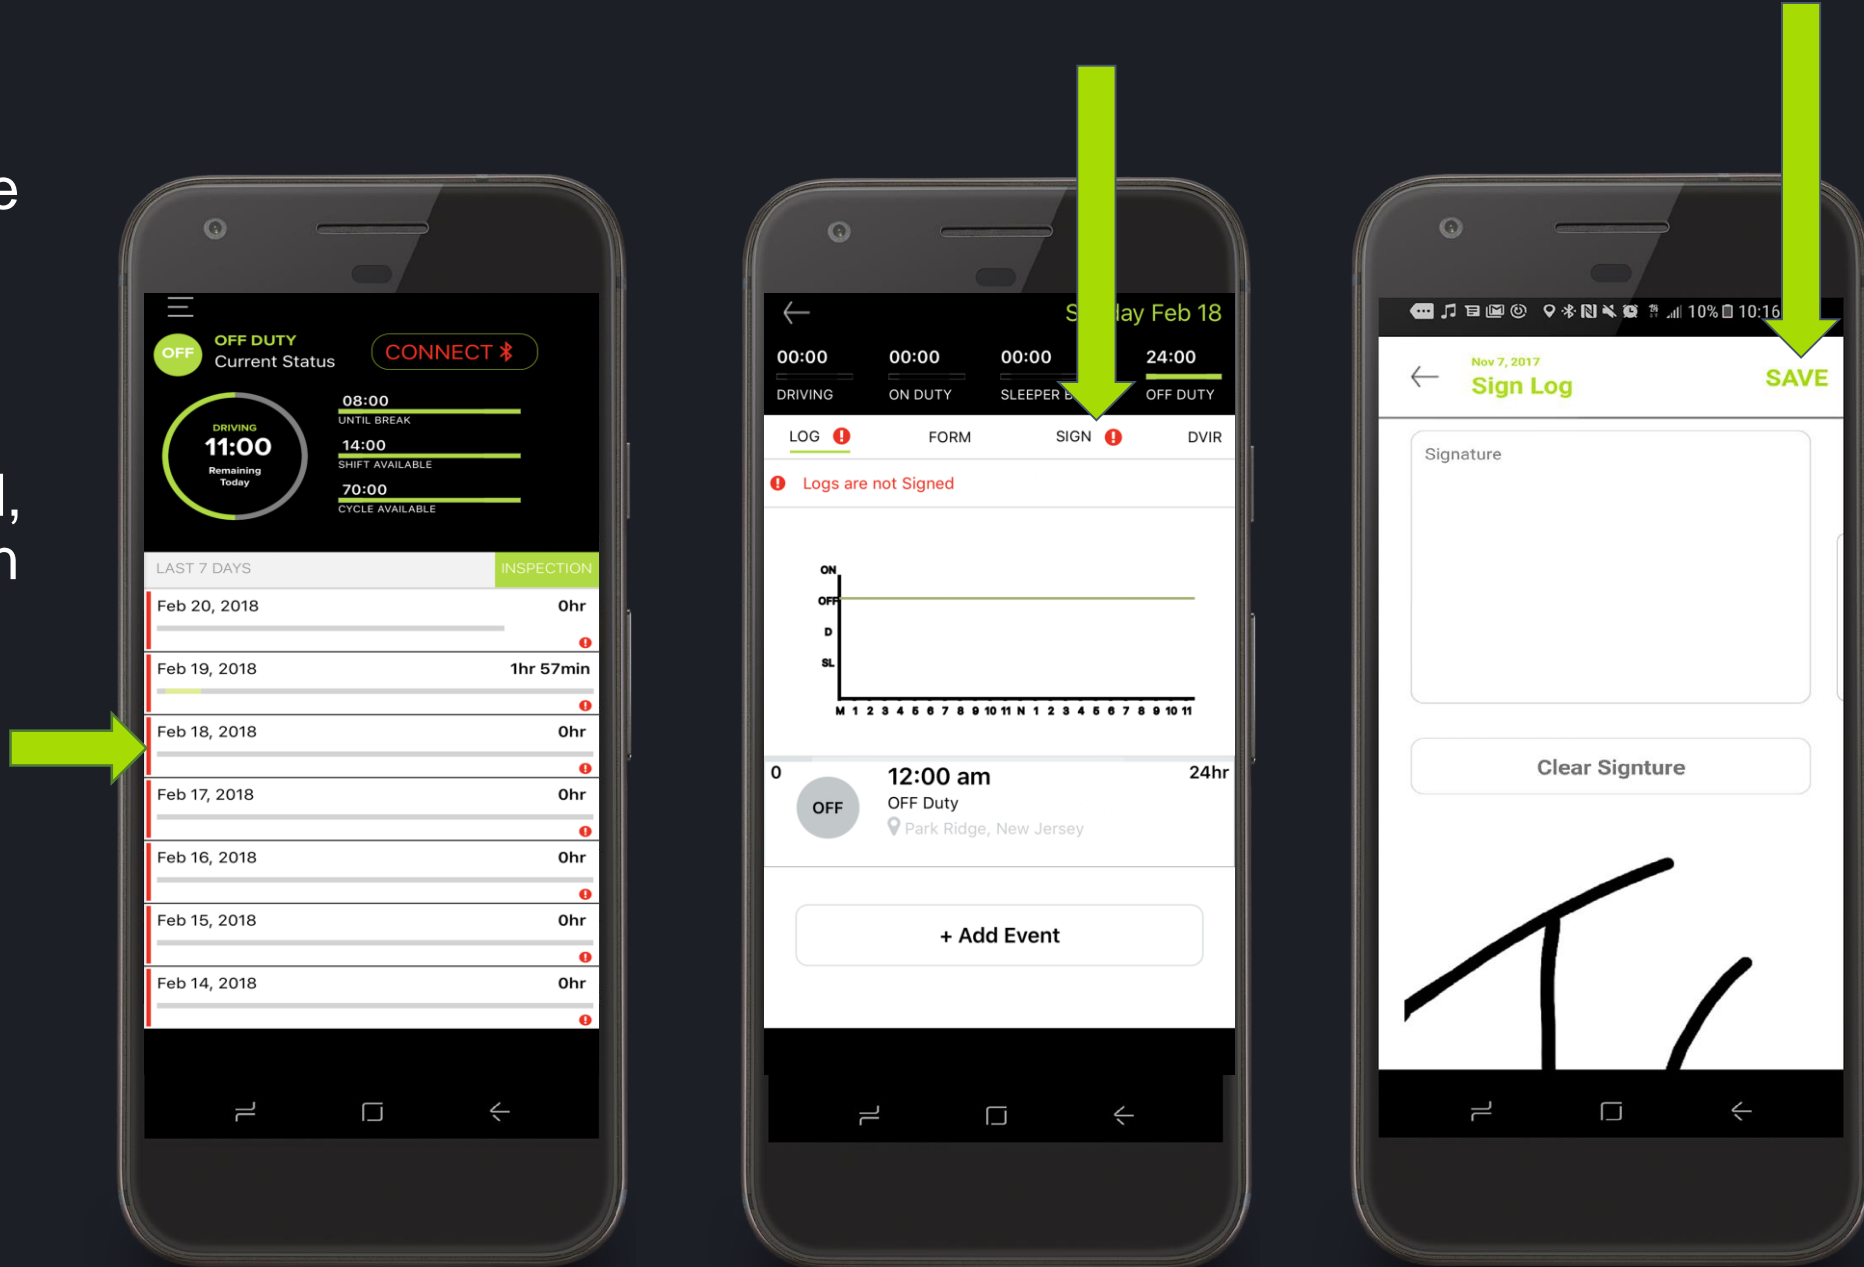 e
l,
n
OFF
OFF DUTY
Current Status
CONNECT
DRIVING
11:00
Remaining
Today
08:00
UNTIL BREAK
14:00
SHIFT AVAILABLE
70:00
CYCLE AVAILABLE
LAST 7 DAYS INSPECTION
Feb 20, 2018 0hr
Feb 19, 2018 1hr 57min
Feb 18, 2018 0hr
Feb 17, 2018 0hr
Feb 16, 2018 0hr
Feb 15, 2018 0hr
Feb 14, 2018 0hr
Feb 18
00:00 00:00 00:00 24:00
DRIVING ON DUTY SLEEPER OFF DUTY
LOG FORM SIGN DVIR
Logs are not Signed
ON
OFF
D
SL
M 1 2 3 4 5 6 7 8 9 10 11 N 1 2 3 4 5 6 7 8 9 10 11
0 12:00 am 24hr
OFF OFF Duty
Park Ridge, New Jersey
+ Add Event
10% 10:16
Nov 7, 2017
Sign Log SAVE
Signature
Clear Signture